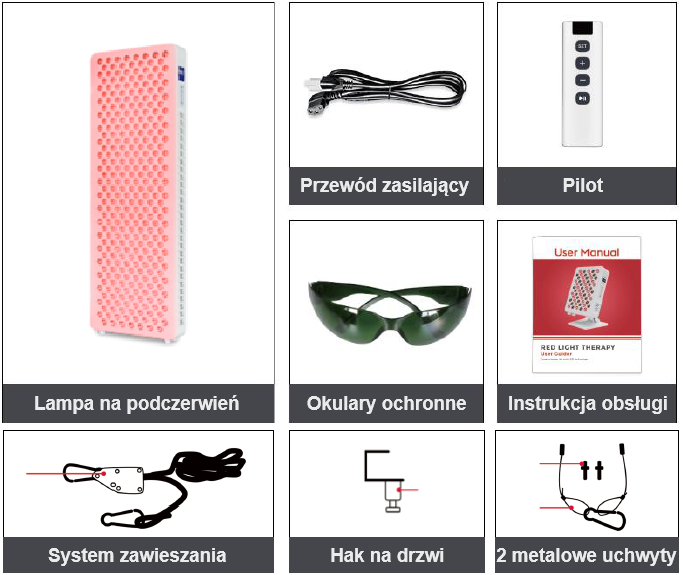 SET
Przewód zasilający
Pilot
User Manual
RED LIGHT THERAPY
User Guider
Lampa na podczerwień
Okulary ochronne
Instrukcja obsługi
System zawieszania
Hak na drzwi
2 metalowe uchwyty